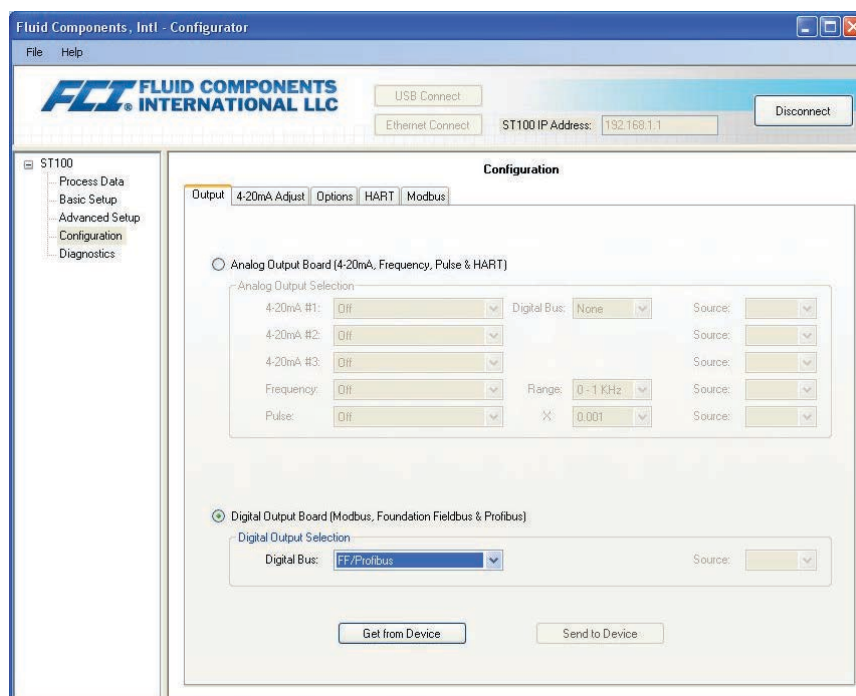 Fluid Components, Intl - Configurator
File Help
FCI. FLUID COMPONENTS
® INTERNATIONAL LLC
USB Connect
Ethernet Connect ST100 IP Address: 192.168.1.1
Disconnect
ST100
Process Data
Basic Setup
Advanced Setup
Configuration
Diagnostics
Configuration
Output 4-20mA Adjust Options HART Modbus
Analog Output Board (4-20mA, Frequency, Pulse & HART)
Analog Output Selection
4-20mA #1: Off Digital Bus: None Source:
4-20mA #2: Off Source:
4-20mA #3: Off Source:
Frequency: Off Range: 0 - 1 KHz Source:
Pulse: Off X 0.001 Source:
Digital Output Board (Modbus, Foundation Fieldbus & Profibus)
Digital Output Selection
Digital Bus: FF/Profibus Source:
Get from Device Send to Device